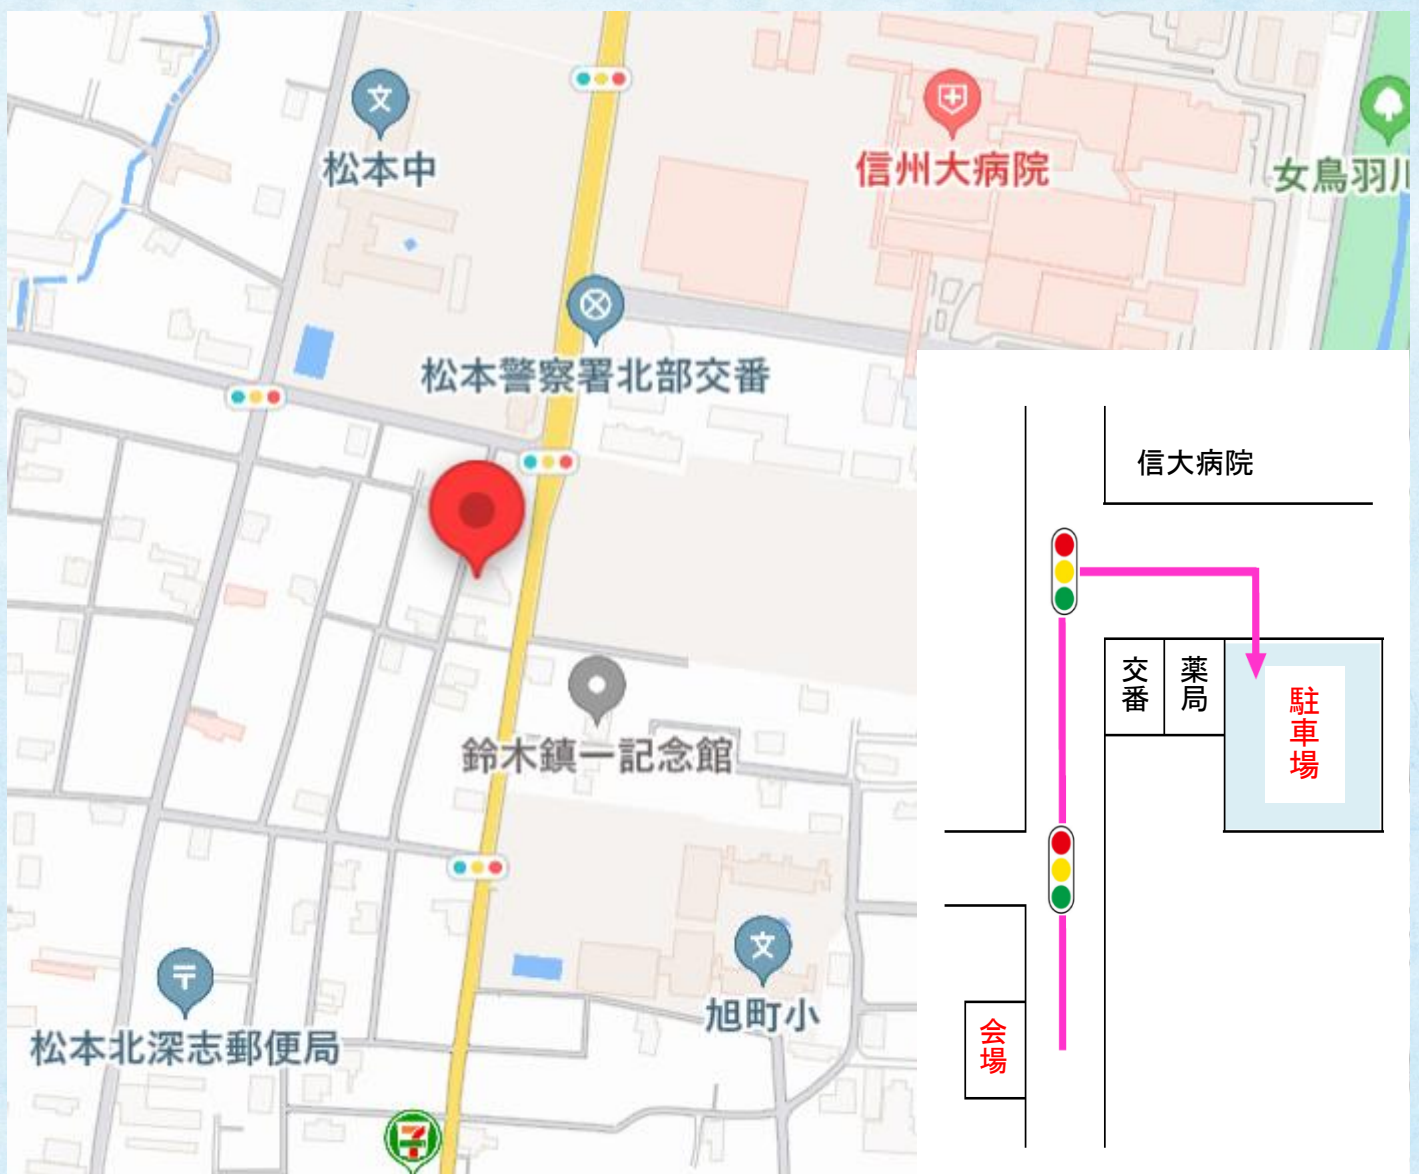 松本中
信州大病院
女鳥羽川
松本警察署北部交番
鈴木鎮一記念館
旭町小
松本北深志郵便局
信大病院
交番
薬局
駐車場
会場